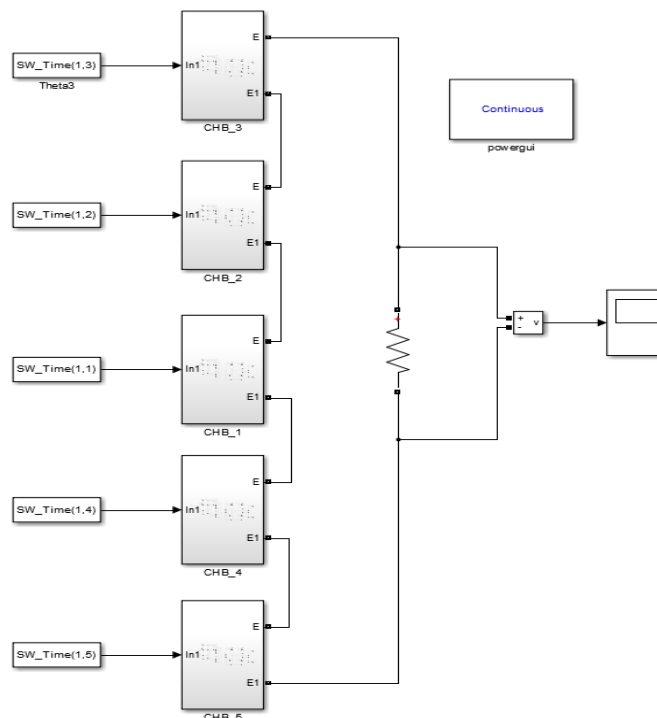 E
SW_Time(1,3)
In1
Theta3
E1
CHB_3
Continuous
powergui
E
SW_Time(1,2)
In1
E1
CHB_2
+
v
-
E
+
SW_Time(1,1)
In1
E1
CHB_1
E
SW_Time(1,4)
In1
E1
CHB_4
E
SW_Time(1,5)
In1
E1
CHB_5